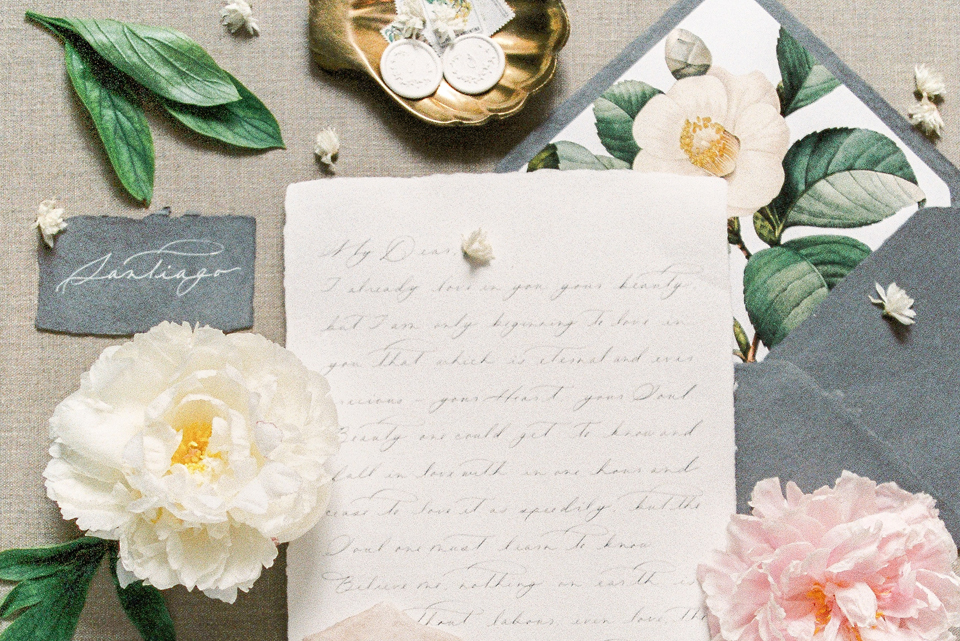 Santiago
My Dear,
I already love in you your beauty,
but I am only beginning to love in
you that which is eternal and ever
precious - your Heart, your Soul
Beauty one could get to know and
fall in love with in one hour and
cease to love it as speedily, but the
Soul one must learn to know
Believe me nothing on earth is
without labour, even love, the